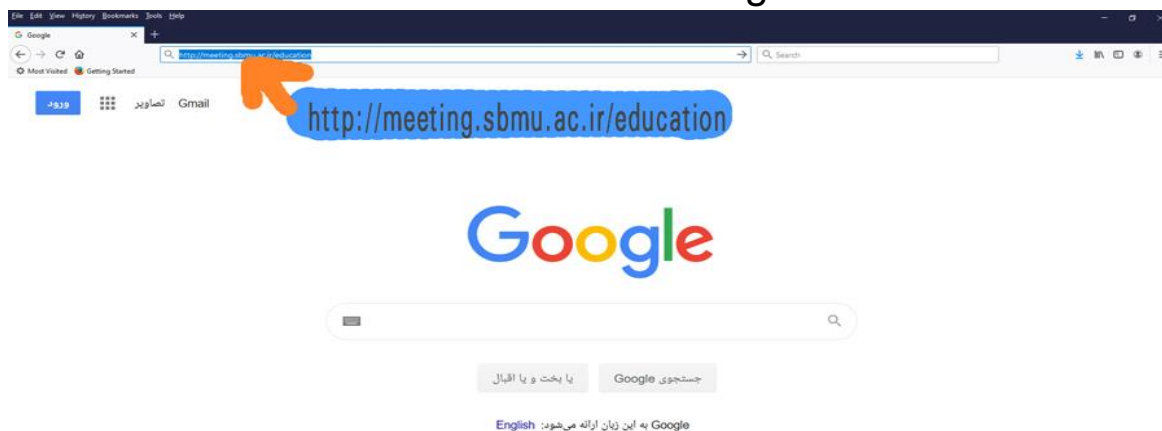 File Edit View History Bookmarks Tools Help
Google
http://meeting.sbmu.ac.ir/education
Search
Most Visited Getting Started
ورود تصاویر Gmail
http://meeting.sbmu.ac.ir/education
Google
جستجوی Google یا بخت و یا اقبال
Google به این زبان ارائه می‌شود: English